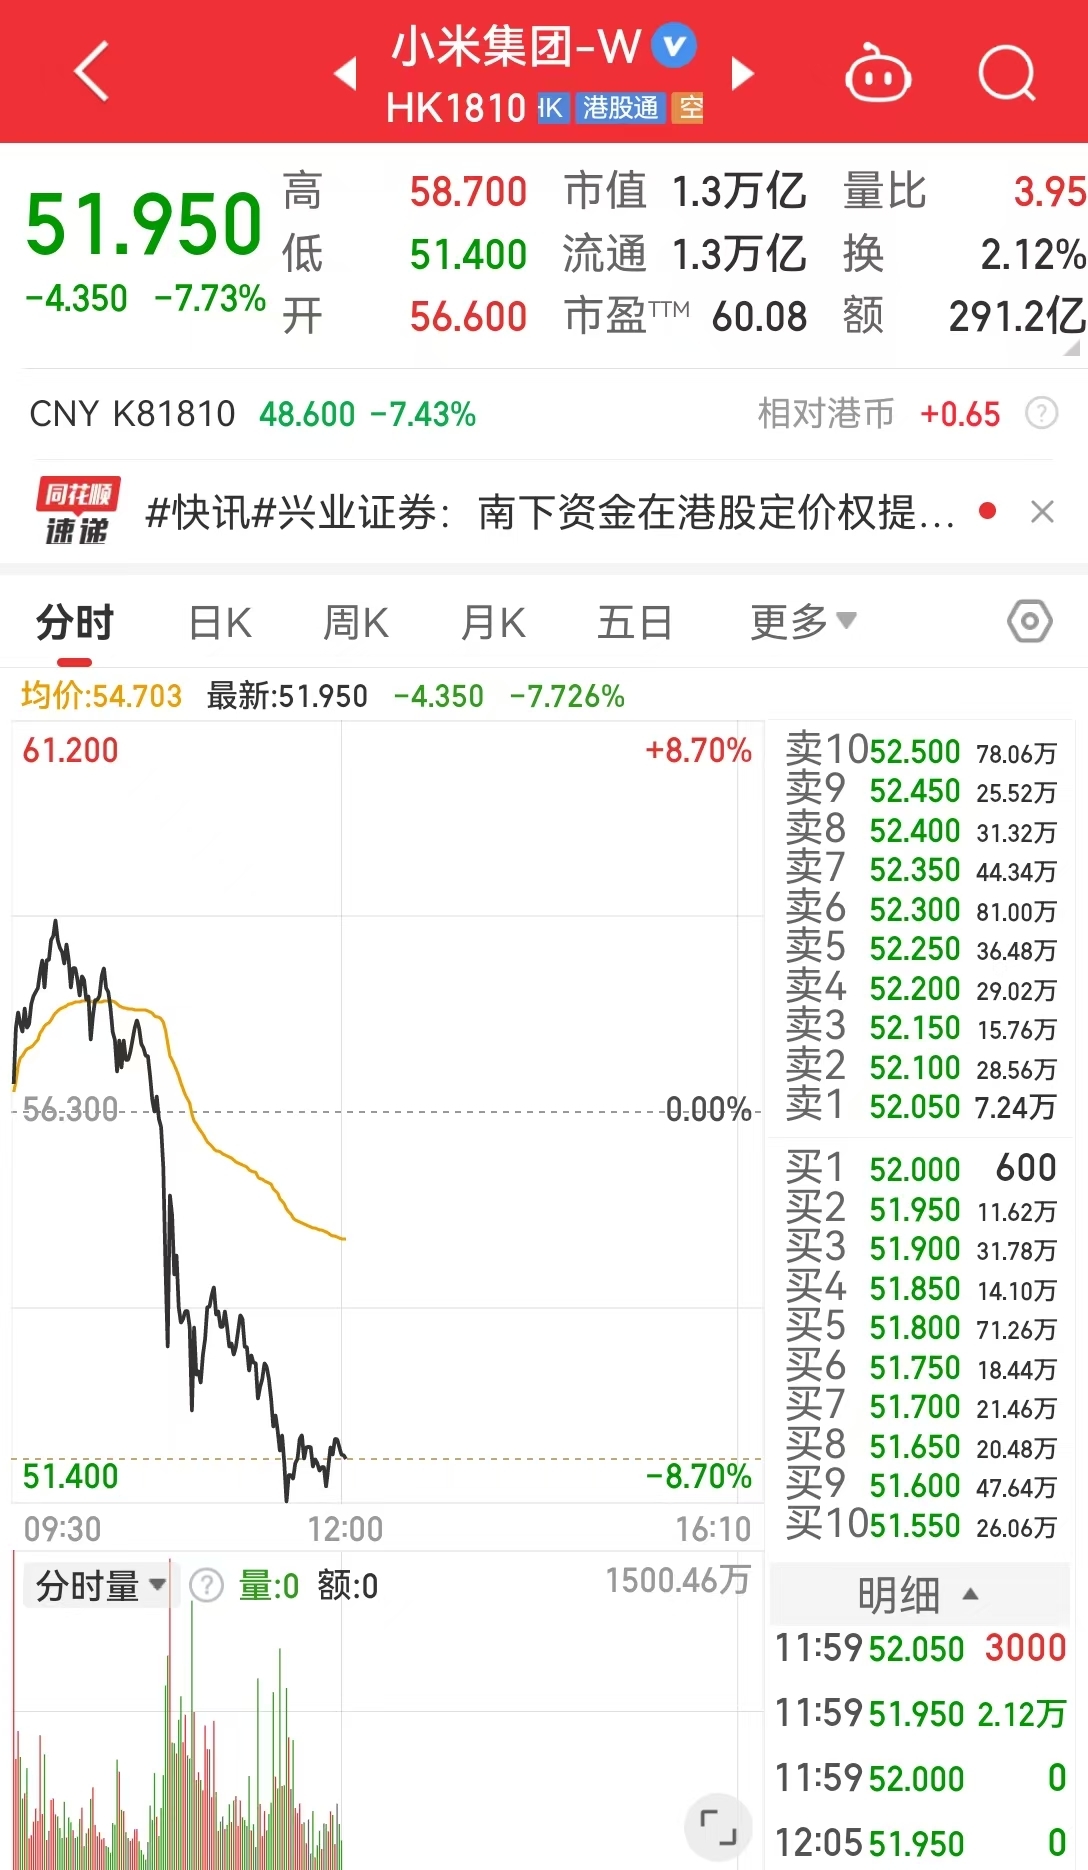 小米集团-W
HK1810 HK 港股通 空
51.950
-4.350 -7.73%
高 58.700 市值 1.3万亿 量比 3.95
低 51.400 流通 1.3万亿 换 2.12%
开 56.600 市盈TTM 60.08 额 291.2亿
CNY K81810 48.600 -7.43% 相对港币 +0.65 ?
同花顺
速递
#快讯#兴业证券：南下资金在港股定价权提...
分时 日K 周K 月K 五日 更多
均价:54.703 最新:51.950 -4.350 -7.726%
61.200 +8.70%
56.300 0.00%
51.400 -8.70%
09:30 12:00 16:10
分时量 ? 量:0 额:0 1500.46万
卖10 52.500 78.06万
卖9 52.450 25.52万
卖8 52.400 31.32万
卖7 52.350 44.34万
卖6 52.300 81.00万
卖5 52.250 36.48万
卖4 52.200 29.02万
卖3 52.150 15.76万
卖2 52.100 28.56万
卖1 52.050 7.24万
买1 52.000 600
买2 51.950 11.62万
买3 51.900 31.78万
买4 51.850 14.10万
买5 51.800 71.26万
买6 51.750 18.44万
买7 51.700 21.46万
买8 51.650 20.48万
买9 51.600 47.64万
买10 51.550 26.06万
明细
11:59 52.050 3000
11:59 51.950 2.12万
11:59 52.000 0
12:05 51.950 0